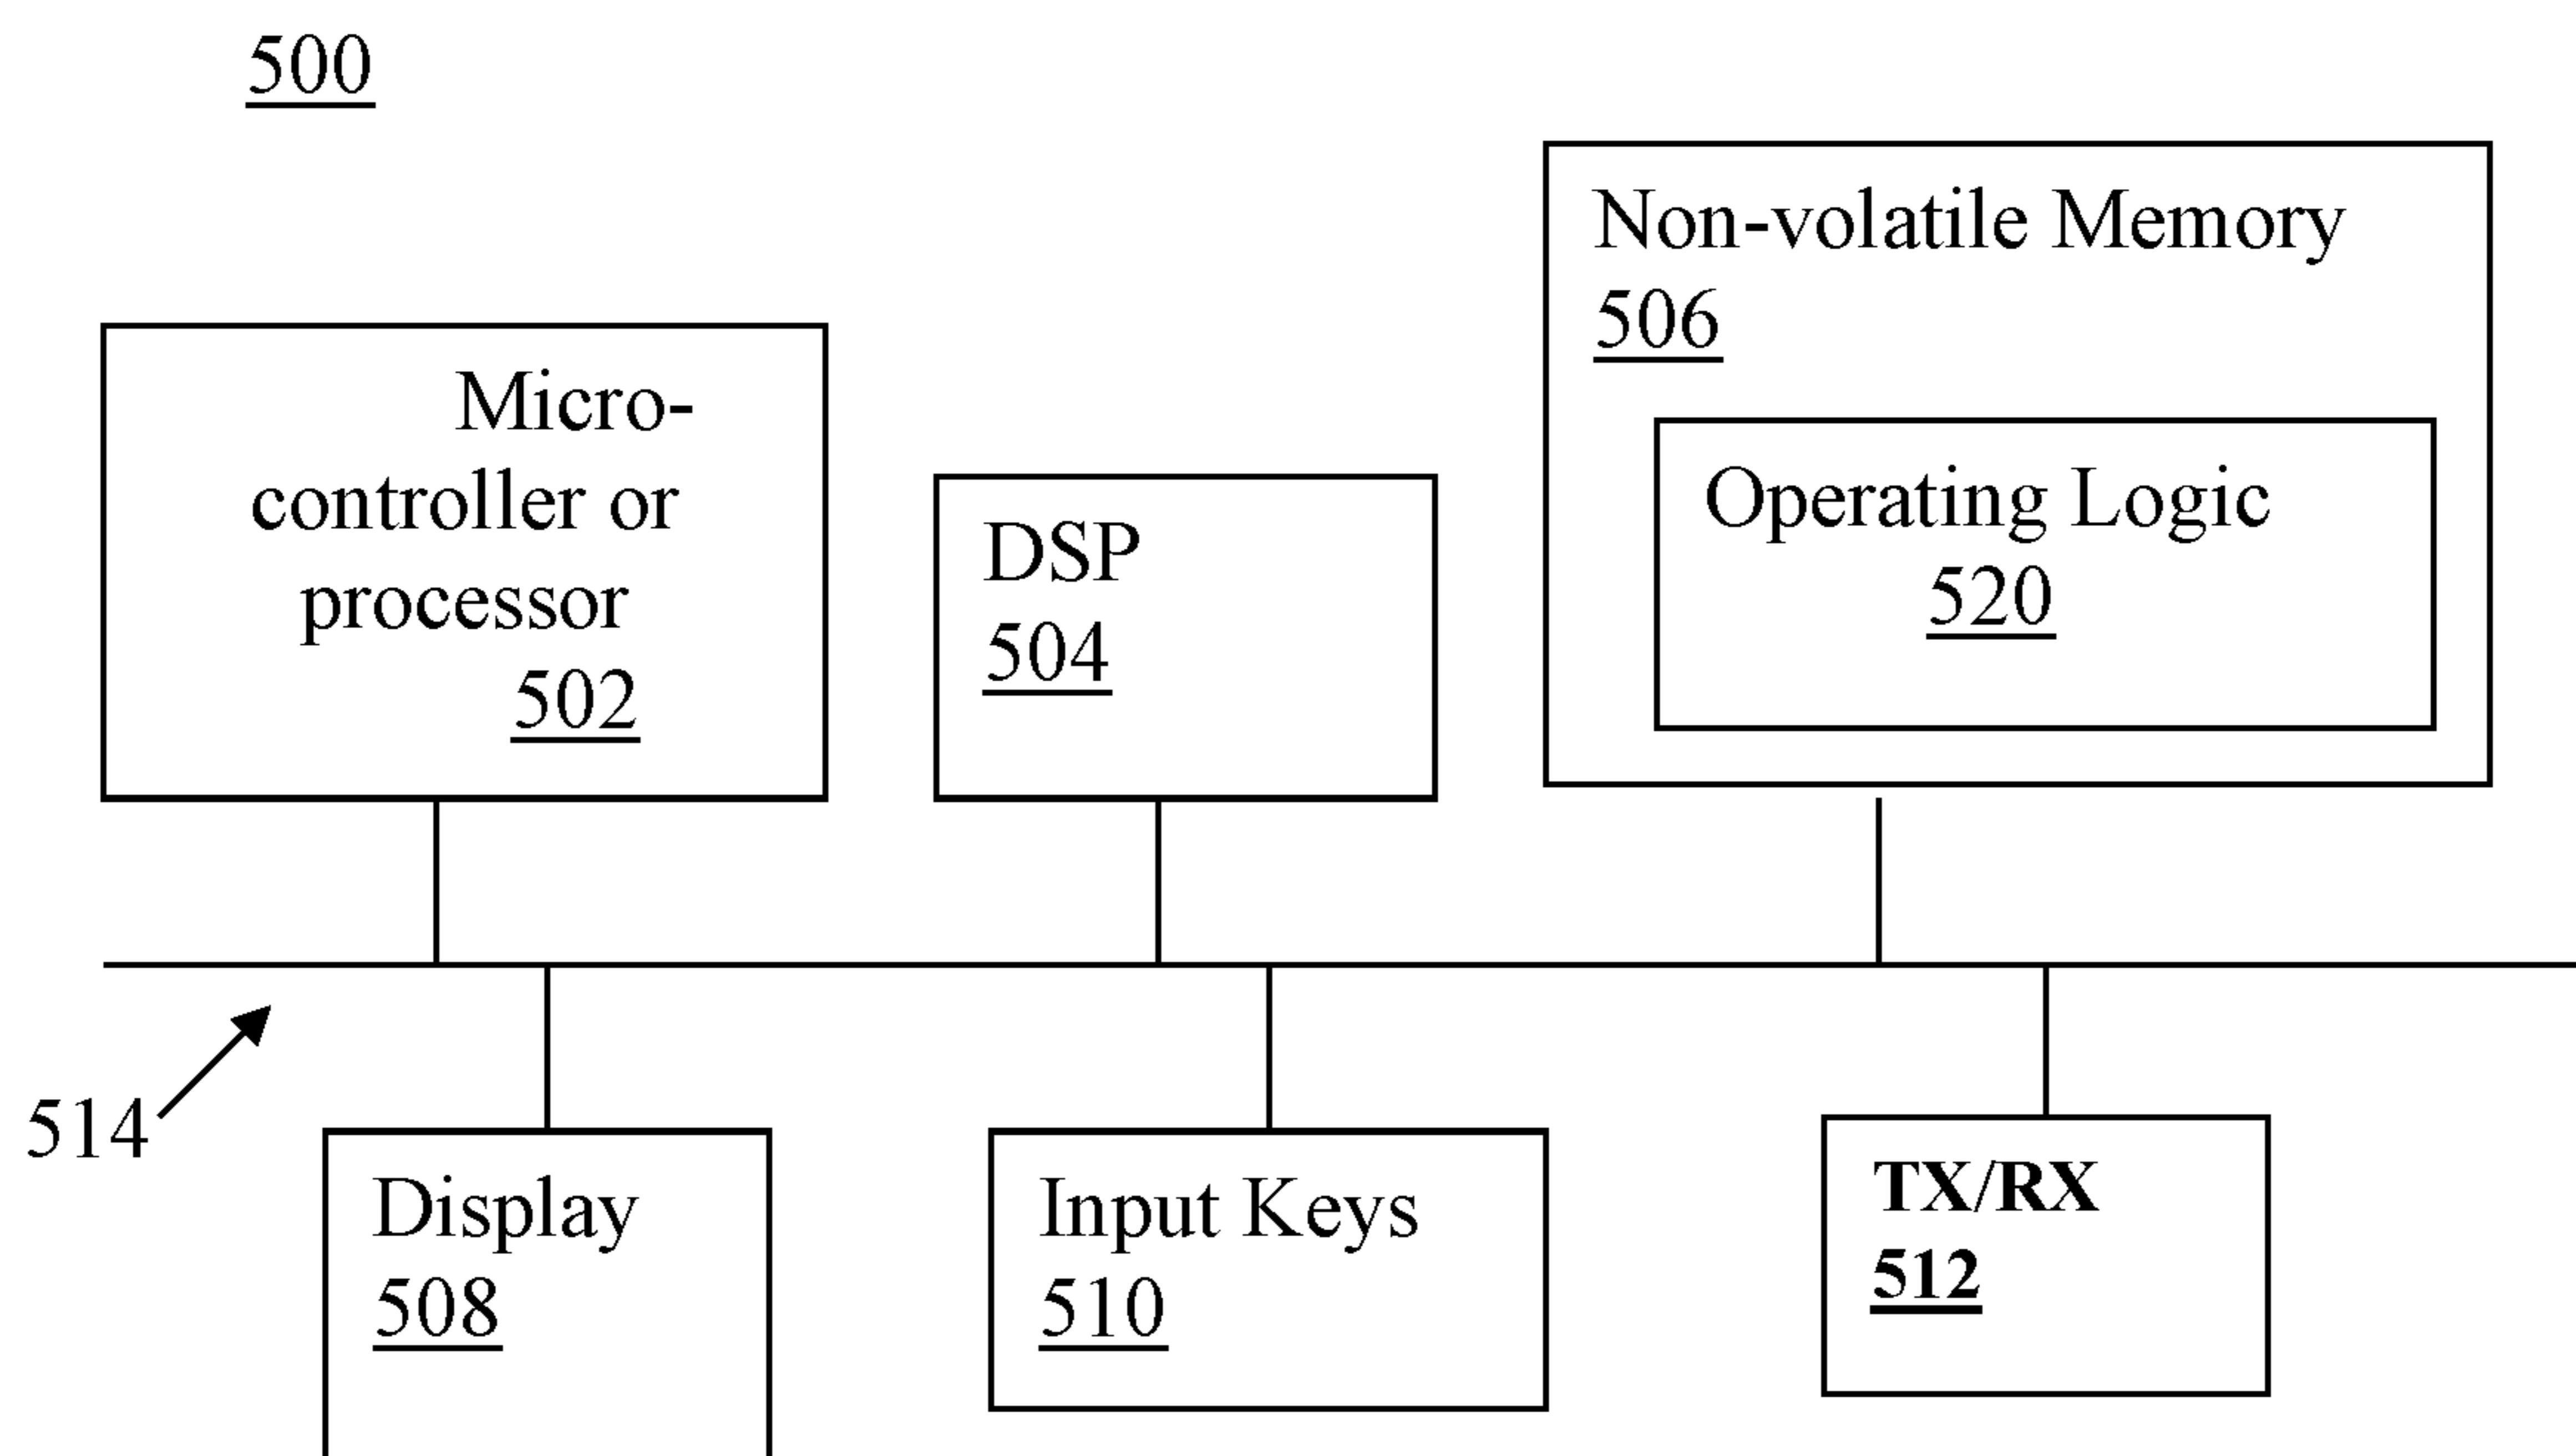 500
Micro-
controller or
processor
502
DSP
504
Non-volatile Memory
506
Operating Logic
520
514
Display
508
Input Keys
510
TX/RX
512